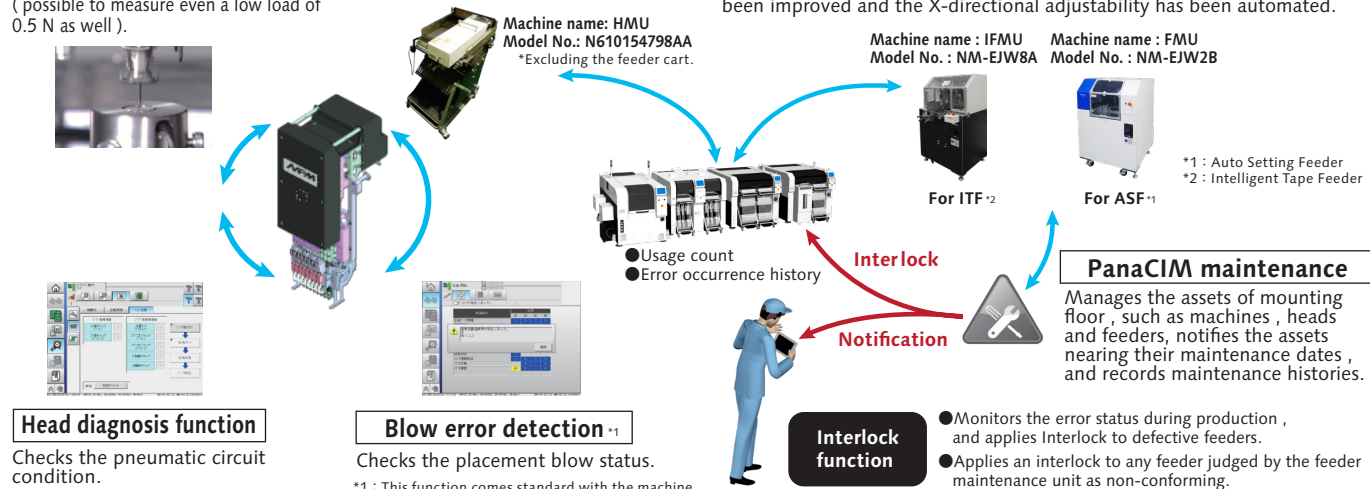 ( possible to measure even a low load of
0.5 N as well ).
been improved and the X-directional adjustability has been automated.
Machine name: HMU
Model No.: N610154798AA
*Excluding the feeder cart.
Machine name : IFMU
Model No. : NM-EJW8A
Machine name : FMU
Model No. : NM-EJW2B
For ITF *2
For ASF *1
*1 : Auto Setting Feeder
*2 : Intelligent Tape Feeder
●Usage count
●Error occurrence history
Interlock
Notification
PanaCIM maintenance
Manages the assets of mounting
floor , such as machines , heads
and feeders, notifies the assets
nearing their maintenance dates ,
and records maintenance histories.
Head diagnosis function
Checks the pneumatic circuit
condition.
Blow error detection *1
Checks the placement blow status.
*1 : This function comes standard with the machine
Interlock
function
●Monitors the error status during production ,
and applies Interlock to defective feeders.
●Applies an interlock to any feeder judged by the feeder
maintenance unit as non-conforming.